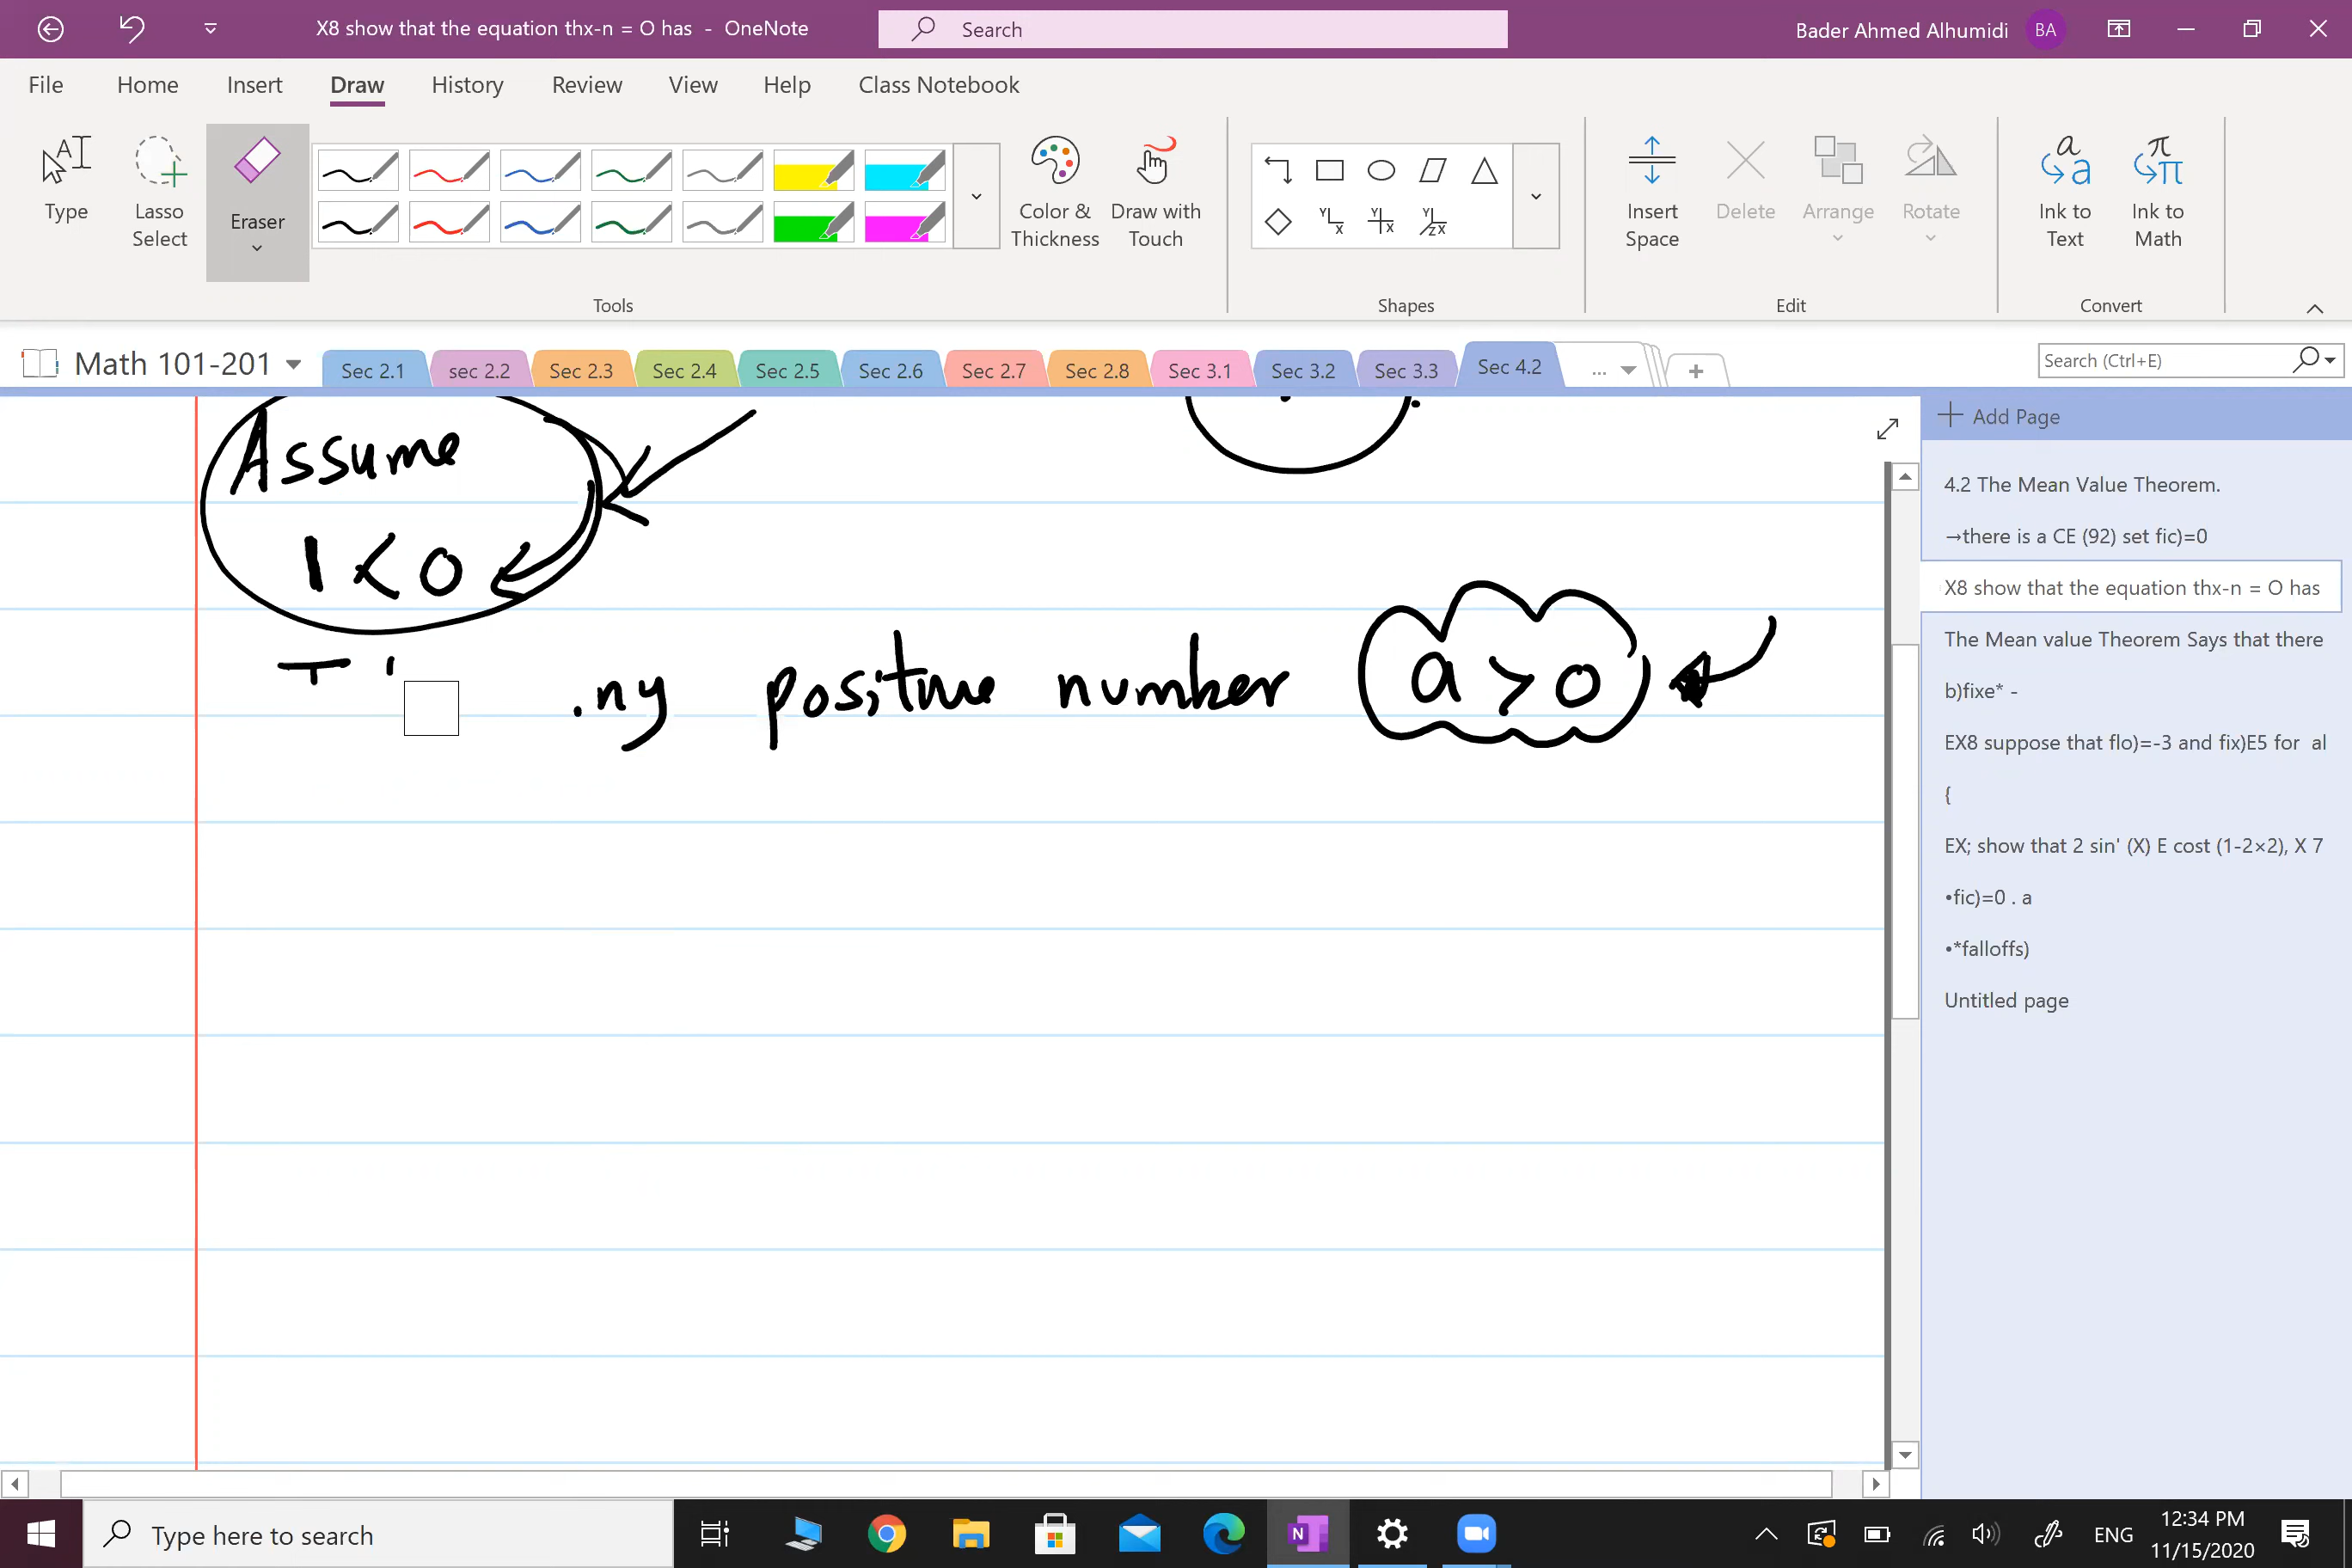 X8 show that the equation thx-n = O has - OneNote
Search
Bader Ahmed Alhumidi
BA
File Home Insert Draw History Review View Help Class Notebook
Type
Lasso Select
Eraser
Color & Thickness
Draw with Touch
Insert Space
Delete
Arrange
Rotate
Ink to Text
Ink to Math
Tools
Shapes
Edit
Convert
Math 101-201
Sec 2.1 sec 2.2 Sec 2.3 Sec 2.4 Sec 2.5 Sec 2.6 Sec 2.7 Sec 2.8 Sec 3.1 Sec 3.2 Sec 3.3 Sec 4.2 ...
Search (Ctrl+E)
Assume
1 < 0
ny positive number a > 0
Add Page
4.2 The Mean Value Theorem.
→there is a CE (92) set fic)=0
X8 show that the equation thx-n = O has
The Mean value Theorem Says that there
b)fixe* -
EX8 suppose that flo)=-3 and fix)E5 for al
{
EX; show that 2 sin' (X) E cost (1-2×2), X 7
•fic)=0 . a
•*falloffs)
Untitled page
Type here to search
ENG
12:34 PM
11/15/2020